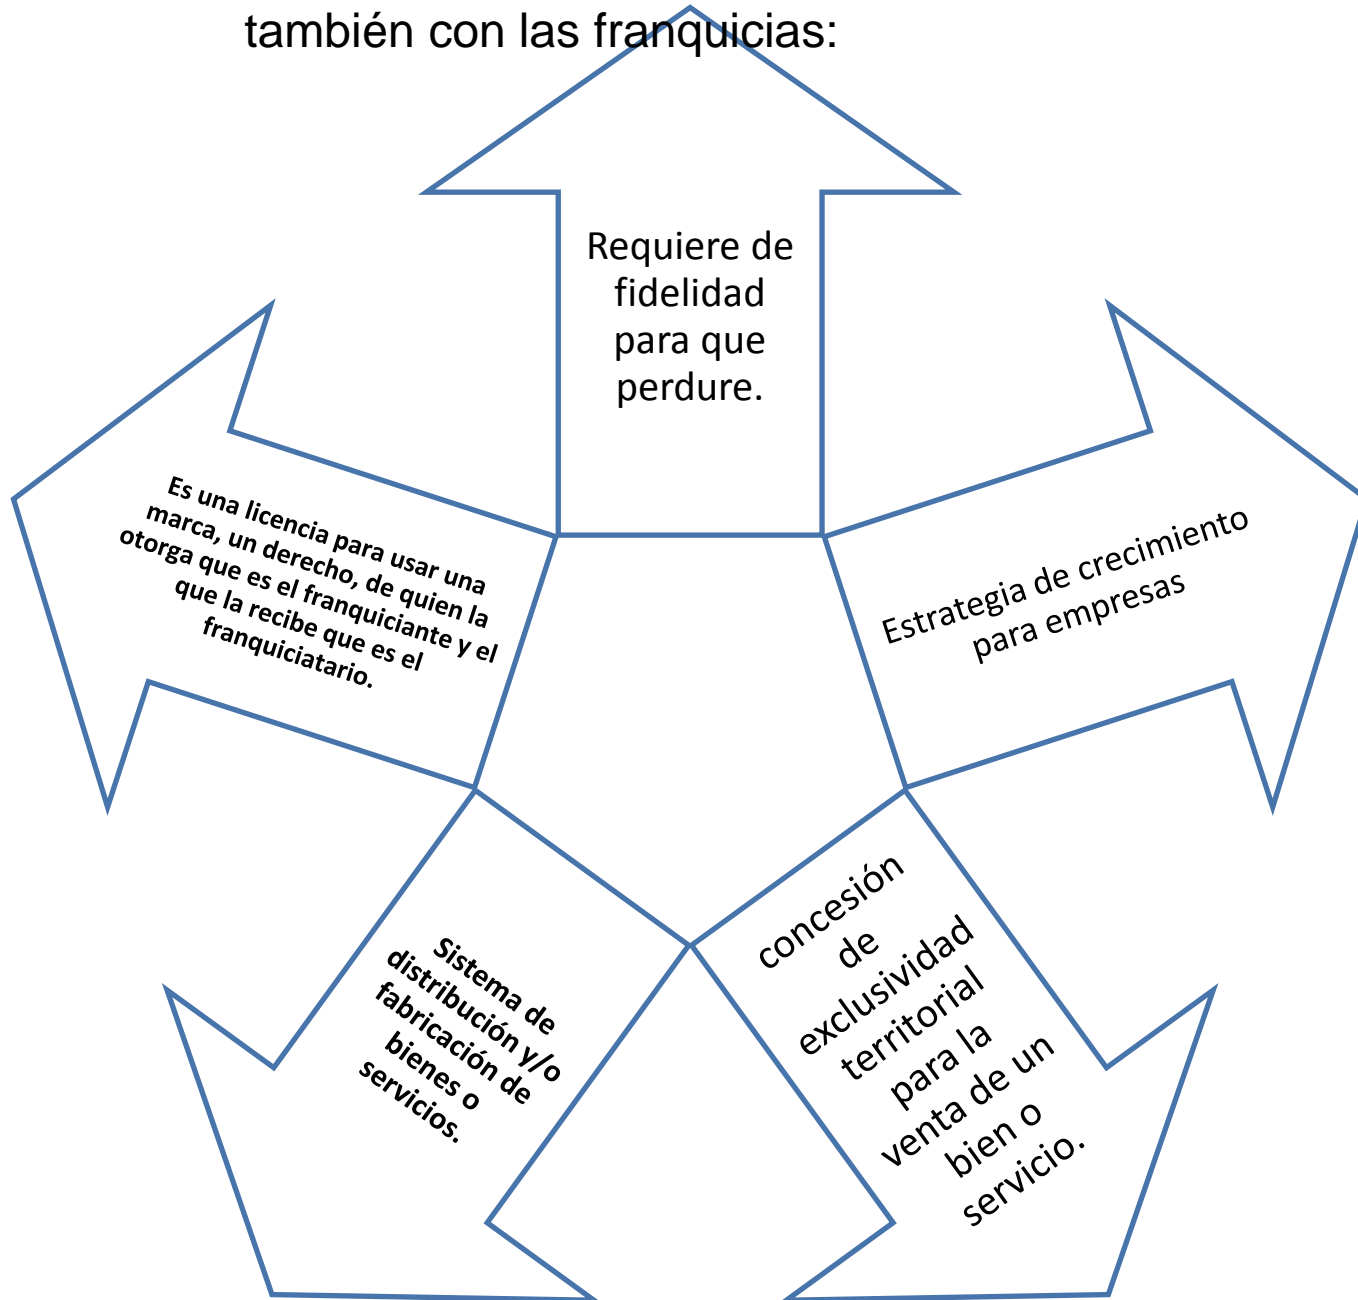 también con las franquicias:
Requiere de
fidelidad
para que
perdure.
Estrategia de crecimiento
para empresas
concesión
de
exclusividad
territorial
para la
venta de un
bien o
servicio.
Sistema de
distribución y/o
fabricación de
bienes o
servicios.
Es una licencia para usar una
marca, un derecho, de quien la
otorga que es el franquiciante y el
que la recibe que es el
franquiciatario.